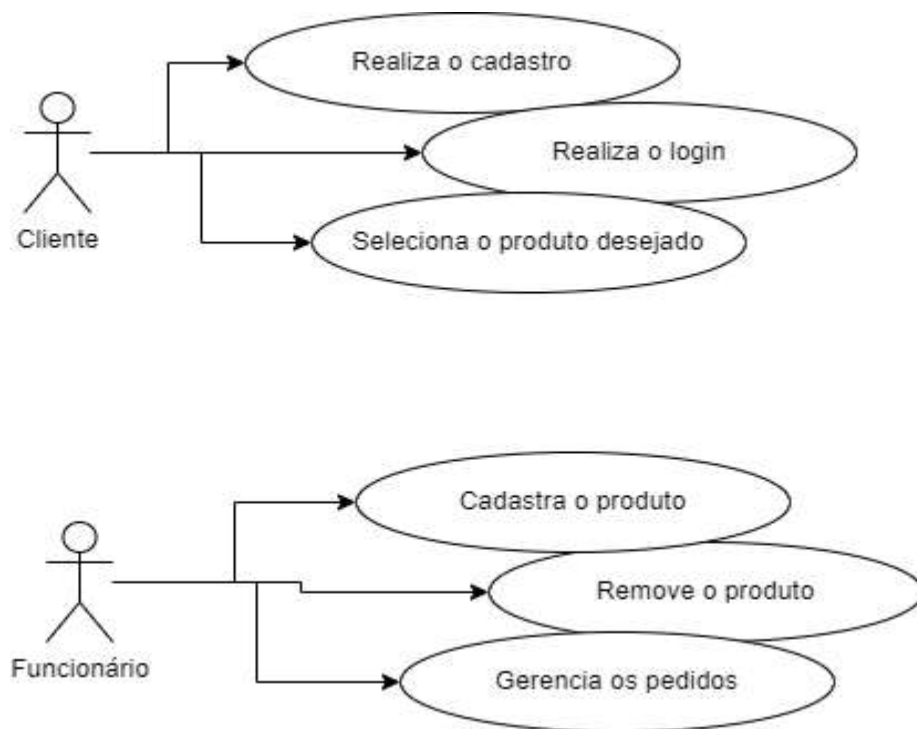 Realiza o cadastro
Realiza o login
Cliente
Seleciona o produto desejado
Cadastra o produto
Remove o produto
Funcionário
Gerencia os pedidos